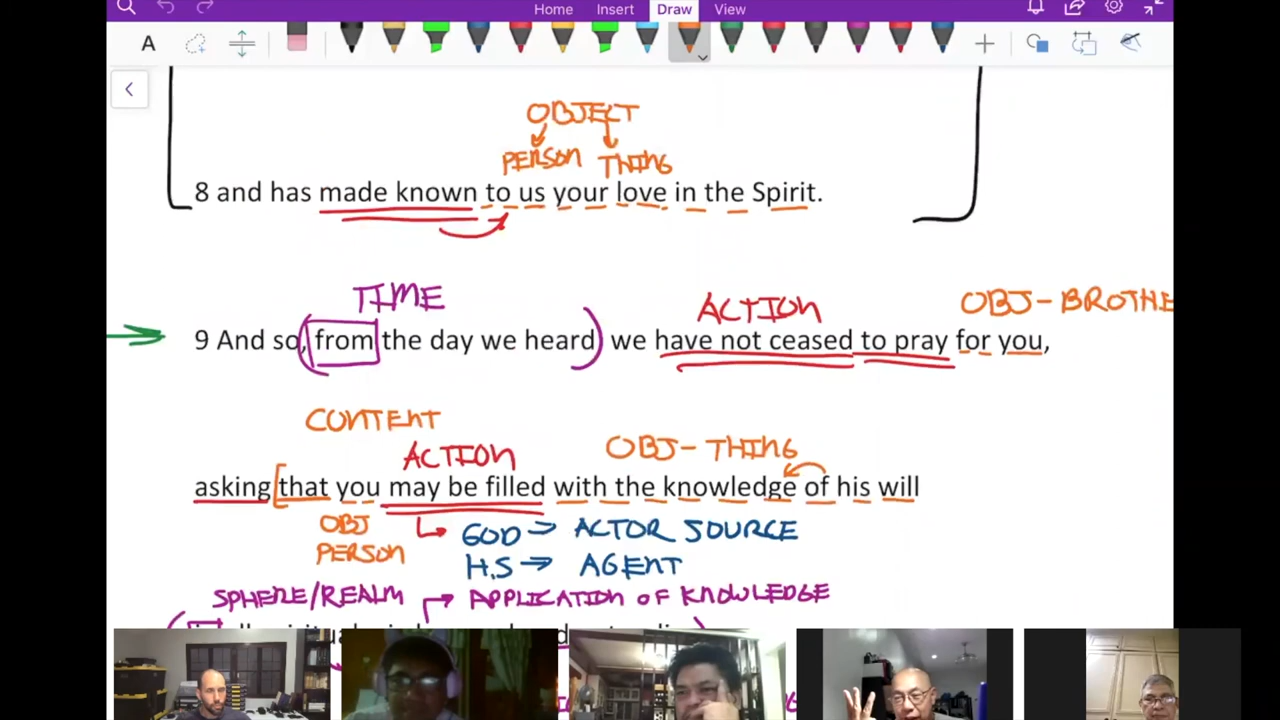 Home Insert Draw View
A
OBJECT
PERSON THING
8 and has made known to us your love in the Spirit.
TIME ACTION OBJ-BROTHE
9 And so, from the day we heard) we have not ceased to pray for you,
CONTENT
ACTION OBJ-THING
asking [that you may be filled with the knowledge of his will
OBJ GOD → ACTOR SOURCE
PERSON H.S → AGENT
SPHERE/REALM → APPLICATION OF KNOWLEDGE